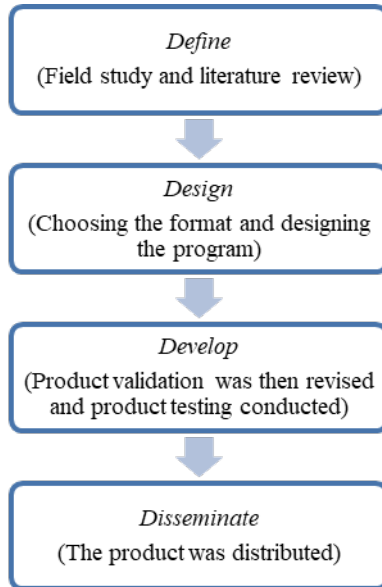 Define
(Field study and literature review)
Design
(Choosing the format and designing
the program)
Develop
(Product validation was then revised
and product testing conducted)
Disseminate
(The product was distributed)